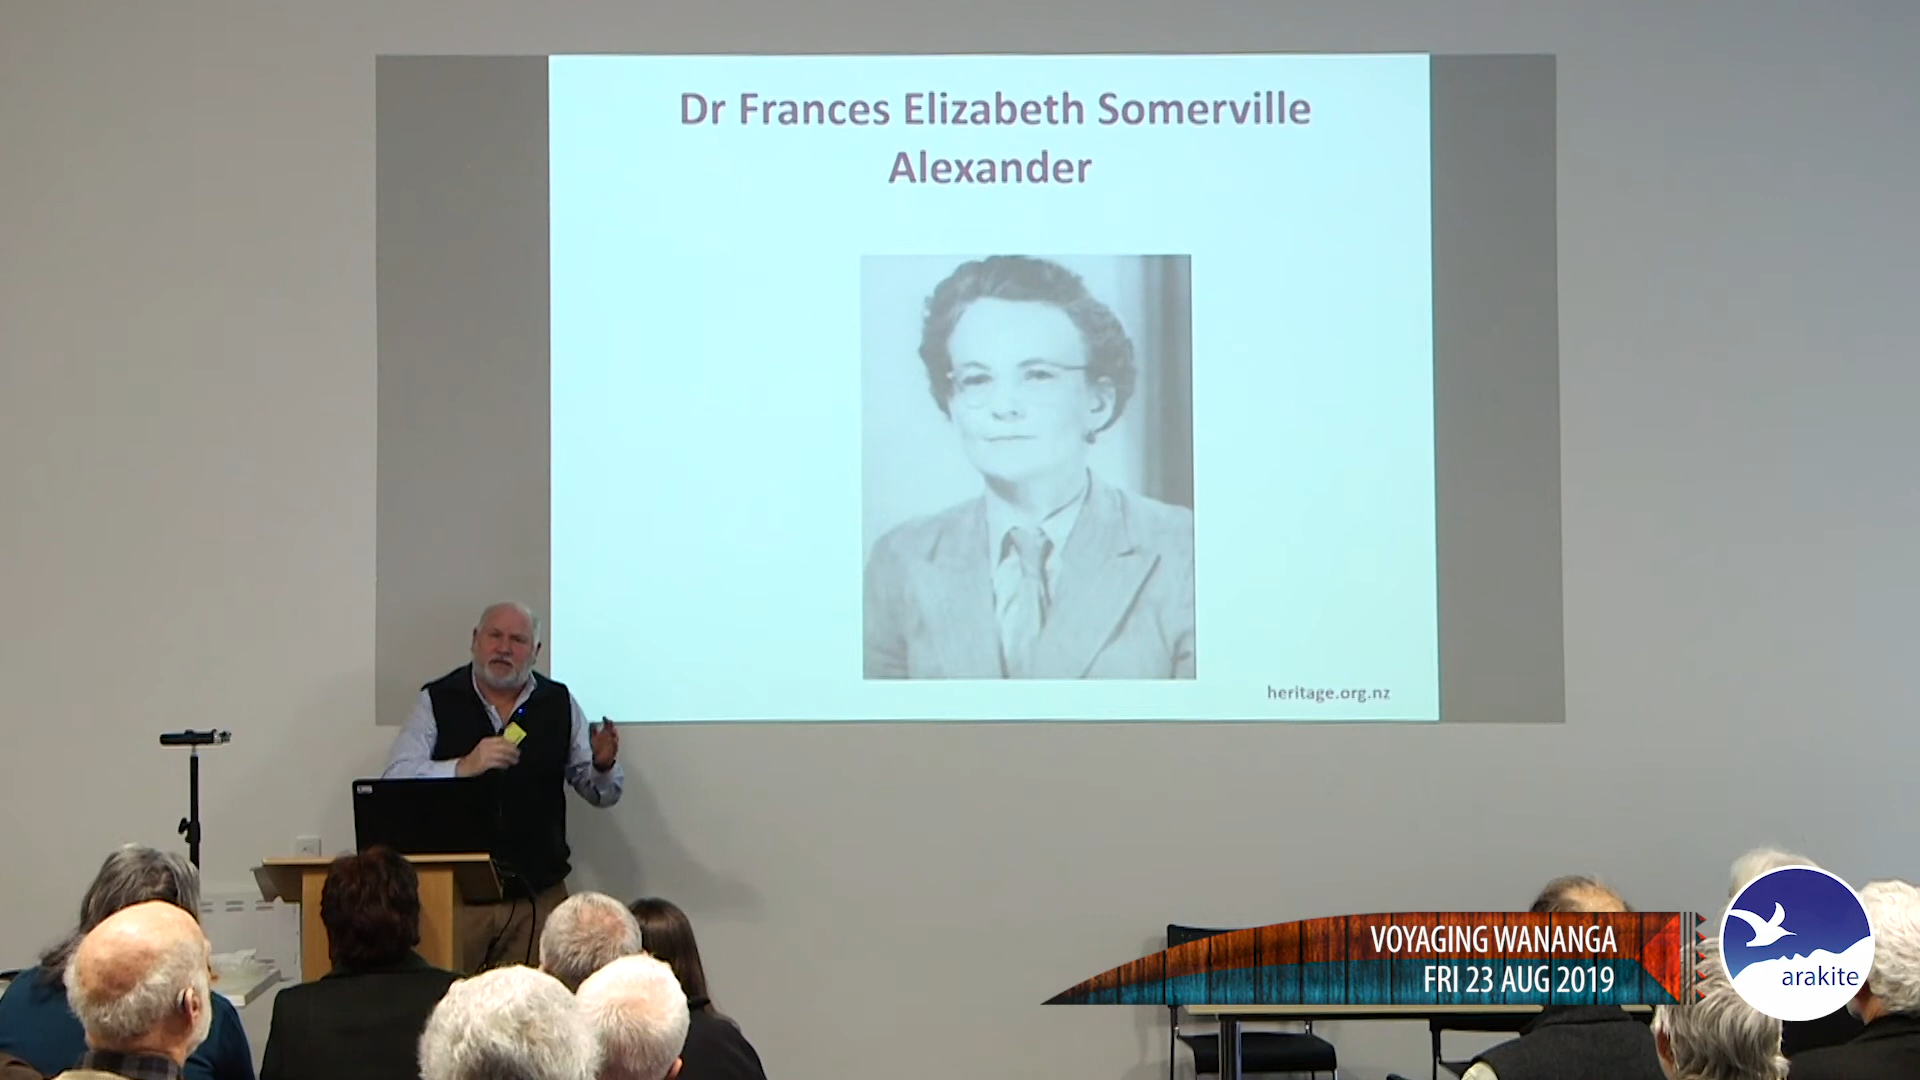 Dr Frances Elizabeth Somerville
Alexander
heritage.org.nz
VOYAGING WANANGA
FRI 23 AUG 2019
arakite